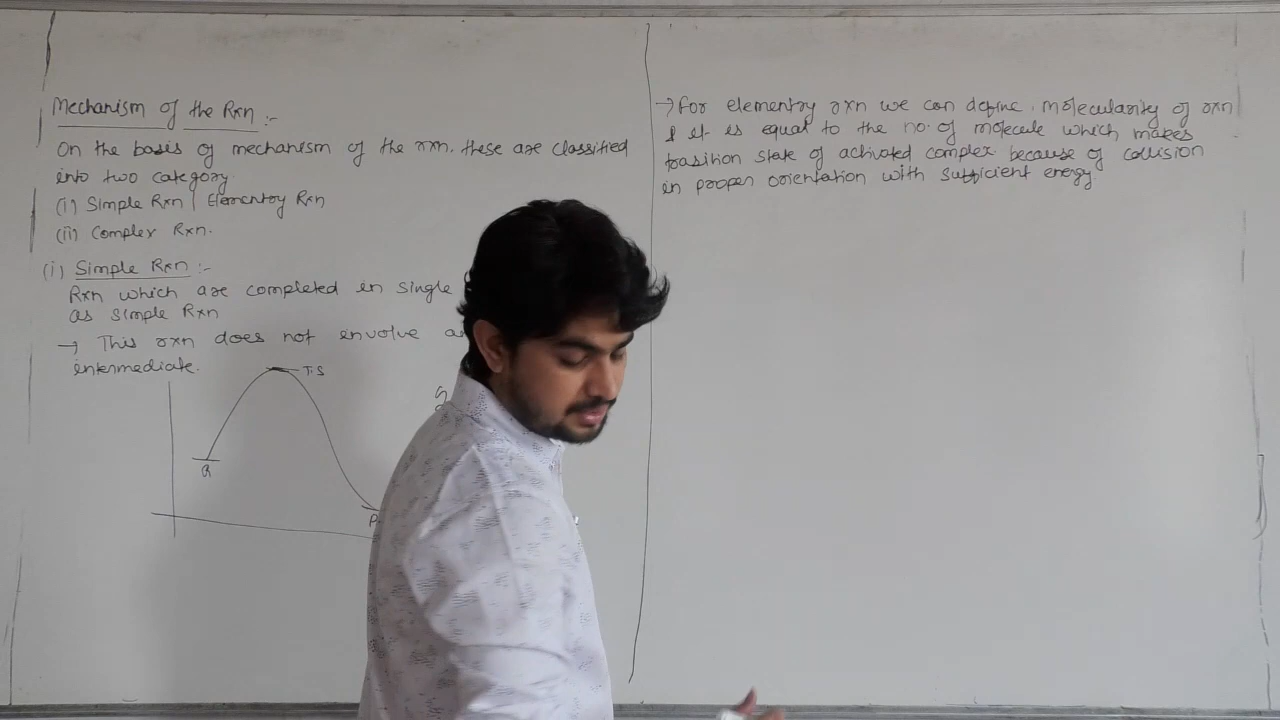 Mechanism of the Rxn :-
On the basis of mechanism of the rxn. these are classified
into two category.
(i) Simple Rxn | Elementry Rxn
(ii) Complex Rxn.
(i) Simple Rxn :-
Rxn which are completed in single
as simple Rxn
→ This rxn does not envolve
intermediate.
T.S
R
P
→ For elementry rxn we can define molecularity of rxn
& it is equal to the no. of molecule which makes
trasition state of activated complex because of collision
in proper orientation with sufficient energy